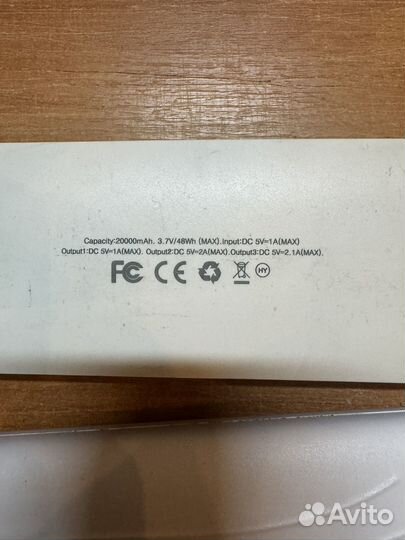 Capacity:20000mAh. 3.7V/48Wh (MAX).input:DC 5V=1A(MAX)
Output1:DC 5V=1A(MAX). Output2:DC 5V=2A(MAX).Output3:DC 5V=2.1A(MAX).
FC CE HY
Avito